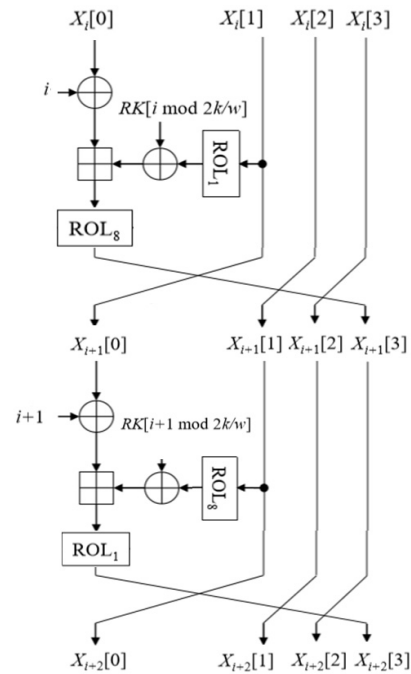 X_i[0] X_i[1] X_i[2] X_i[3]
i
RK[i mod 2k/w]
ROL_1
ROL_8
X_{i+1}[0] X_{i+1}[1] X_{i+1}[2] X_{i+1}[3]
i+1
RK[i+1 mod 2k/w]
ROL_8
ROL_1
X_{i+2}[0] X_{i+2}[1] X_{i+2}[2] X_{i+2}[3]